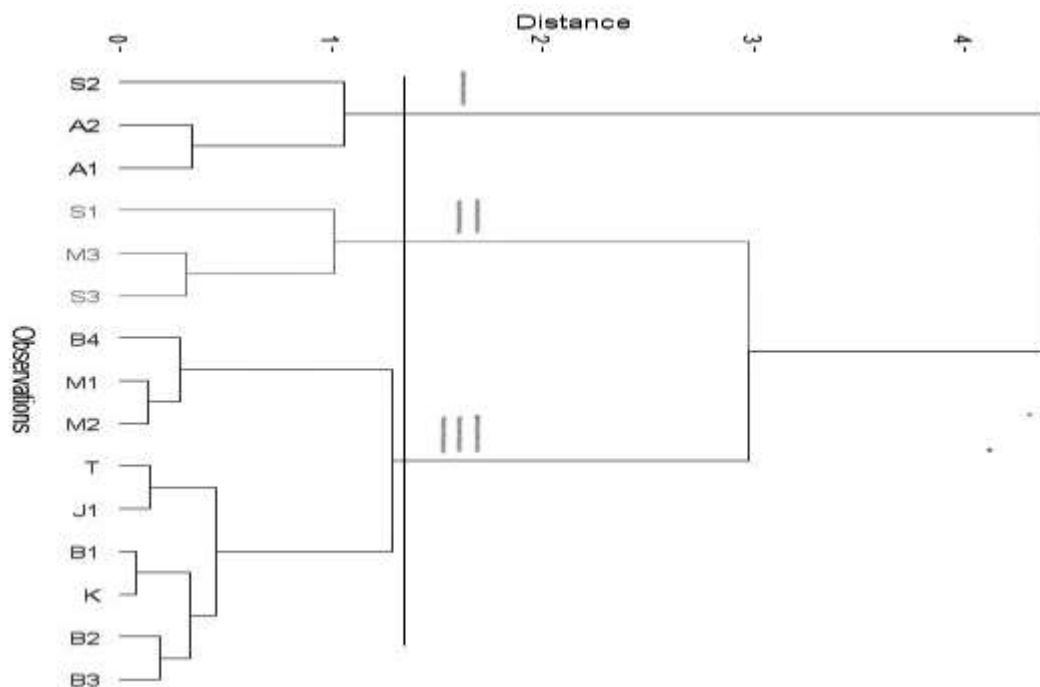 Distance
0- 1- 2- 3- 4-
S2
I
A2
A1
S1
II
M3
S3
B4
M1
M2
III
T
J1
B1
K
B2
B3
Observations